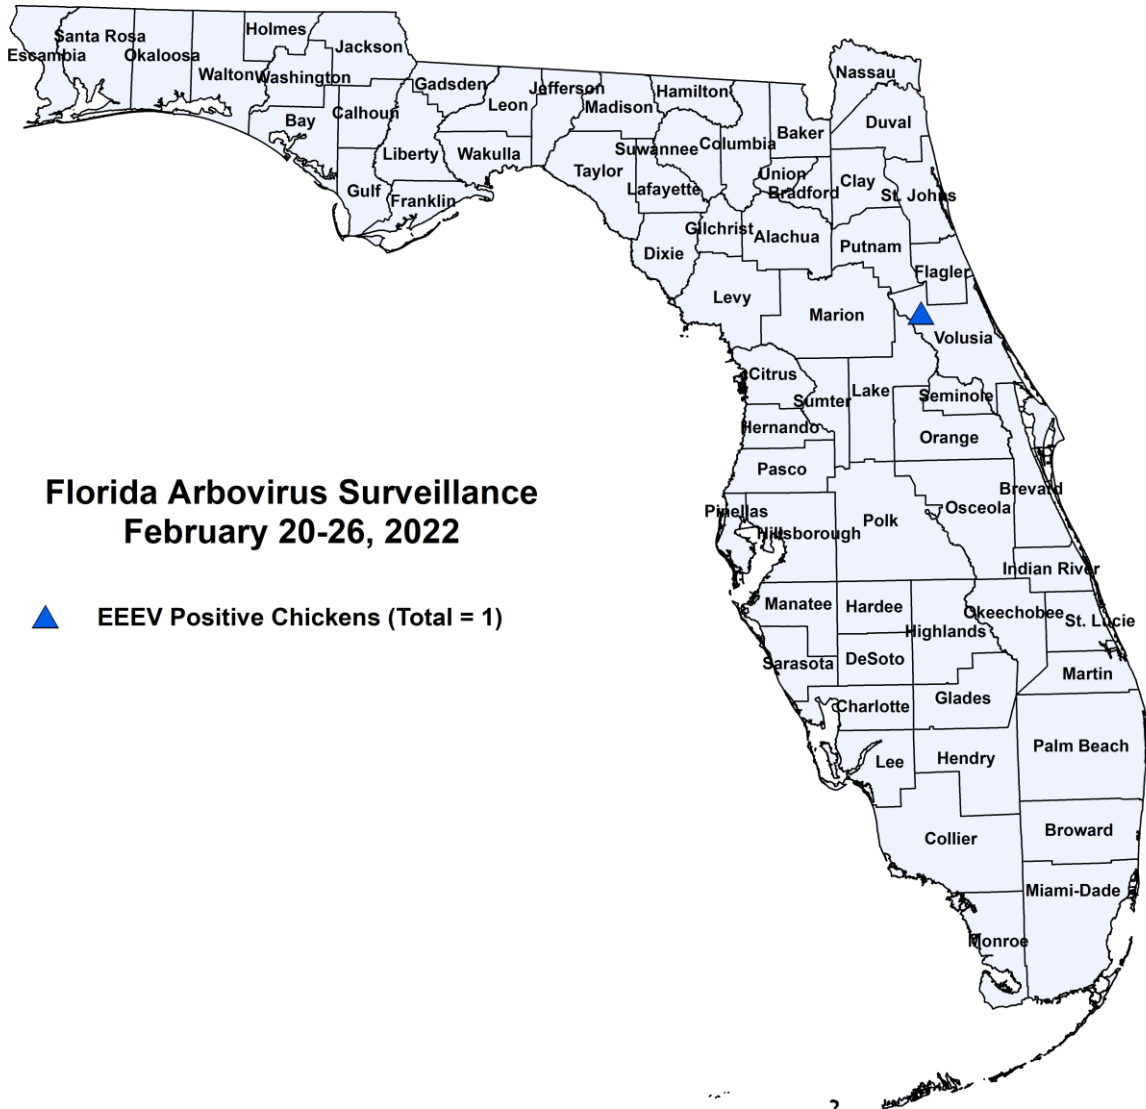 Holmes
Santa Rosa
Jackson
Escambia
Okaloosa
Walton
Washington
Gadsden
Jefferson
Hamilton
Nassau
Leon
Madison
Calhoun
Bay
Duval
Baker
Columbia
Suwannee
Liberty
Wakulla
Taylor
Union
Clay
Lafayette
Bradford
St. Johns
Gulf
Franklin
Gilchrist
Alachua
Putnam
Dixie
Flagler
Levy
Marion
Volusia
Citrus
Lake
Sumter
Seminole
Hernando
Orange
Pasco
Brevard
Osceola
Pinellas
Polk
Hillsborough
Florida Arbovirus Surveillance
February 20-26, 2022
EEEV Positive Chickens (Total = 1)
Indian River
Manatee
Hardee
Okeechobee
St. Lucie
Highlands
Sarasota
DeSoto
Martin
Charlotte
Glades
Palm Beach
Lee
Hendry
Collier
Broward
Miami-Dade
Monroe